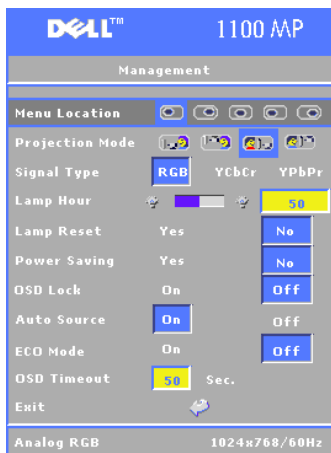 DELL™ 1100 MP
Management
Menu Location
Projection Mode
Signal Type RGB YCbCr YPbPr
Lamp Hour 50
Lamp Reset Yes No
Power Saving Yes No
OSD Lock On Off
Auto Source On Off
ECO Mode On Off
OSD Timeout 50 Sec.
Exit
Analog RGB 1024x768/60Hz